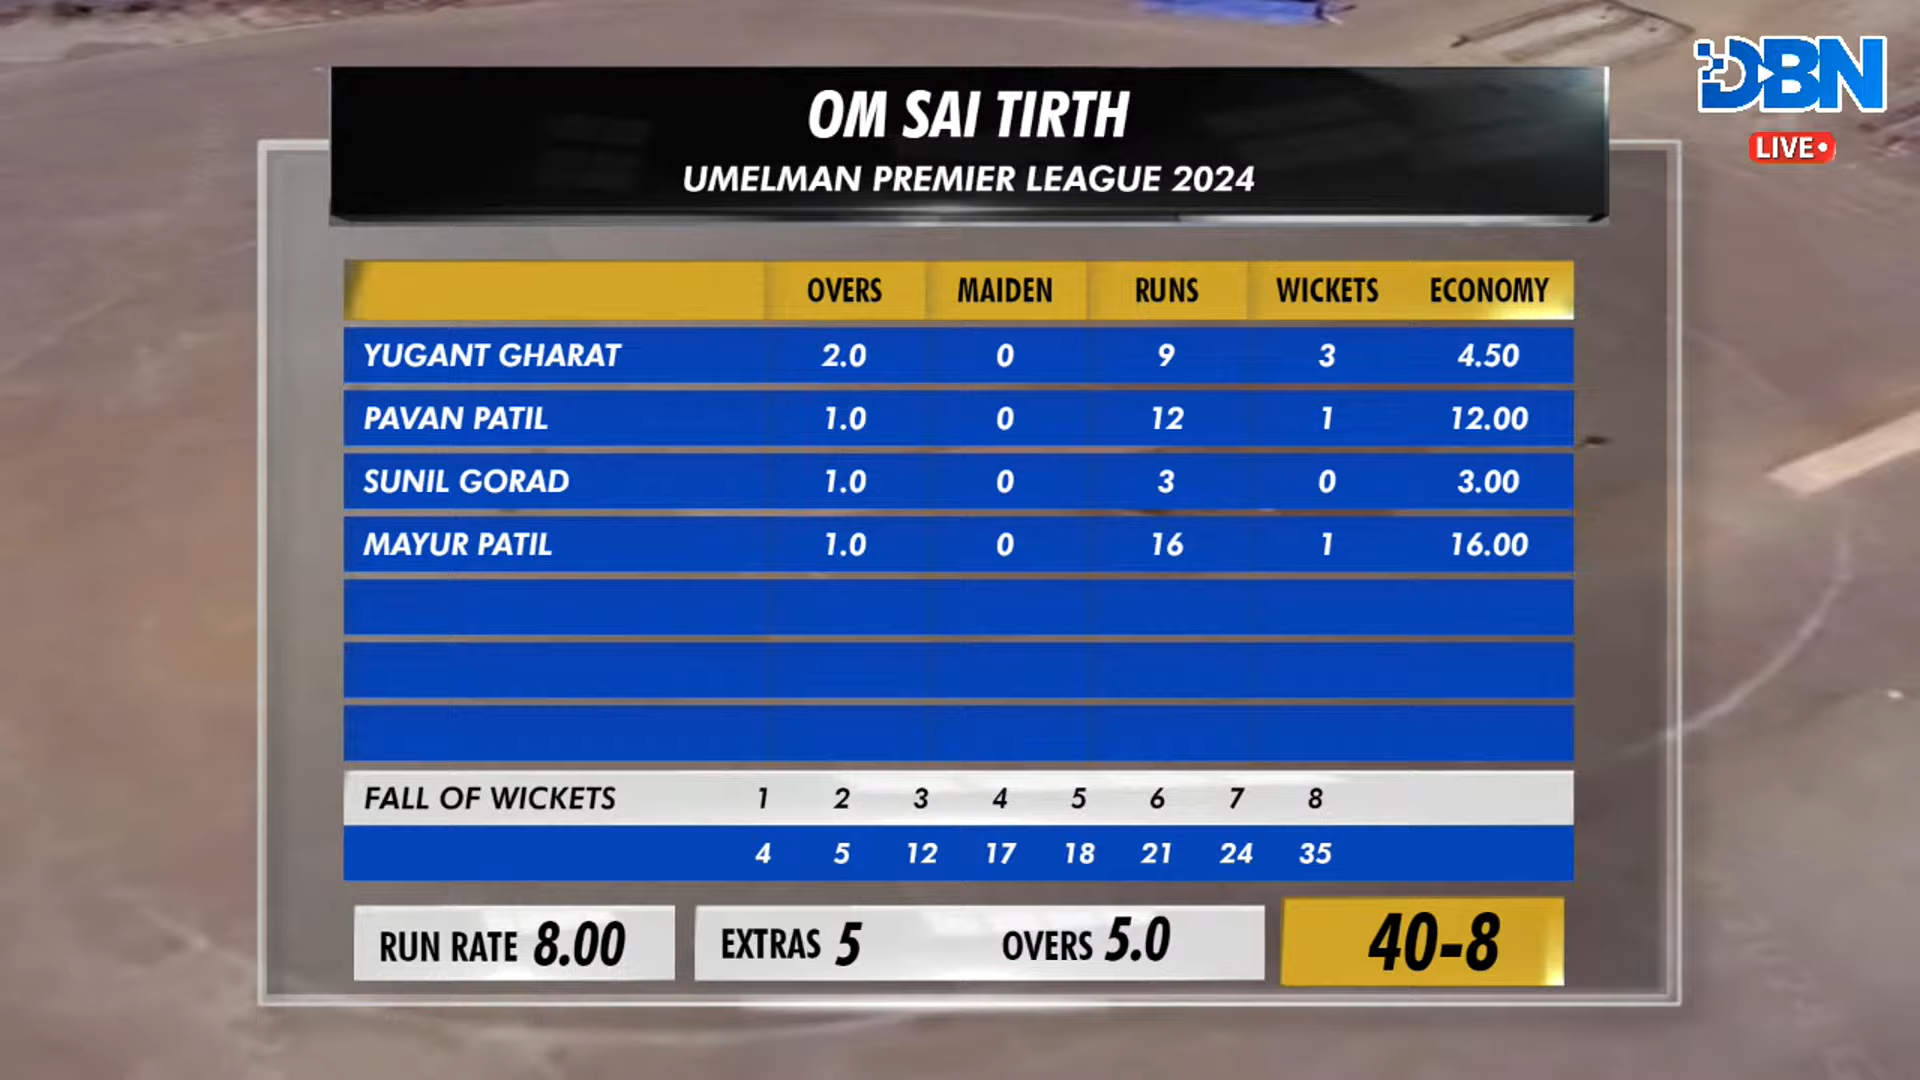 DBN
LIVE
OM SAI TIRTH
UMELMAN PREMIER LEAGUE 2024
OVERS MAIDEN RUNS WICKETS ECONOMY
YUGANT GHARAT 2.0 0 9 3 4.50
PAVAN PATIL 1.0 0 12 1 12.00
SUNIL GORAD 1.0 0 3 0 3.00
MAYUR PATIL 1.0 0 16 1 16.00
FALL OF WICKETS 1 2 3 4 5 6 7 8
4 5 12 17 18 21 24 35
RUN RATE 8.00 EXTRAS 5 OVERS 5.0 40-8